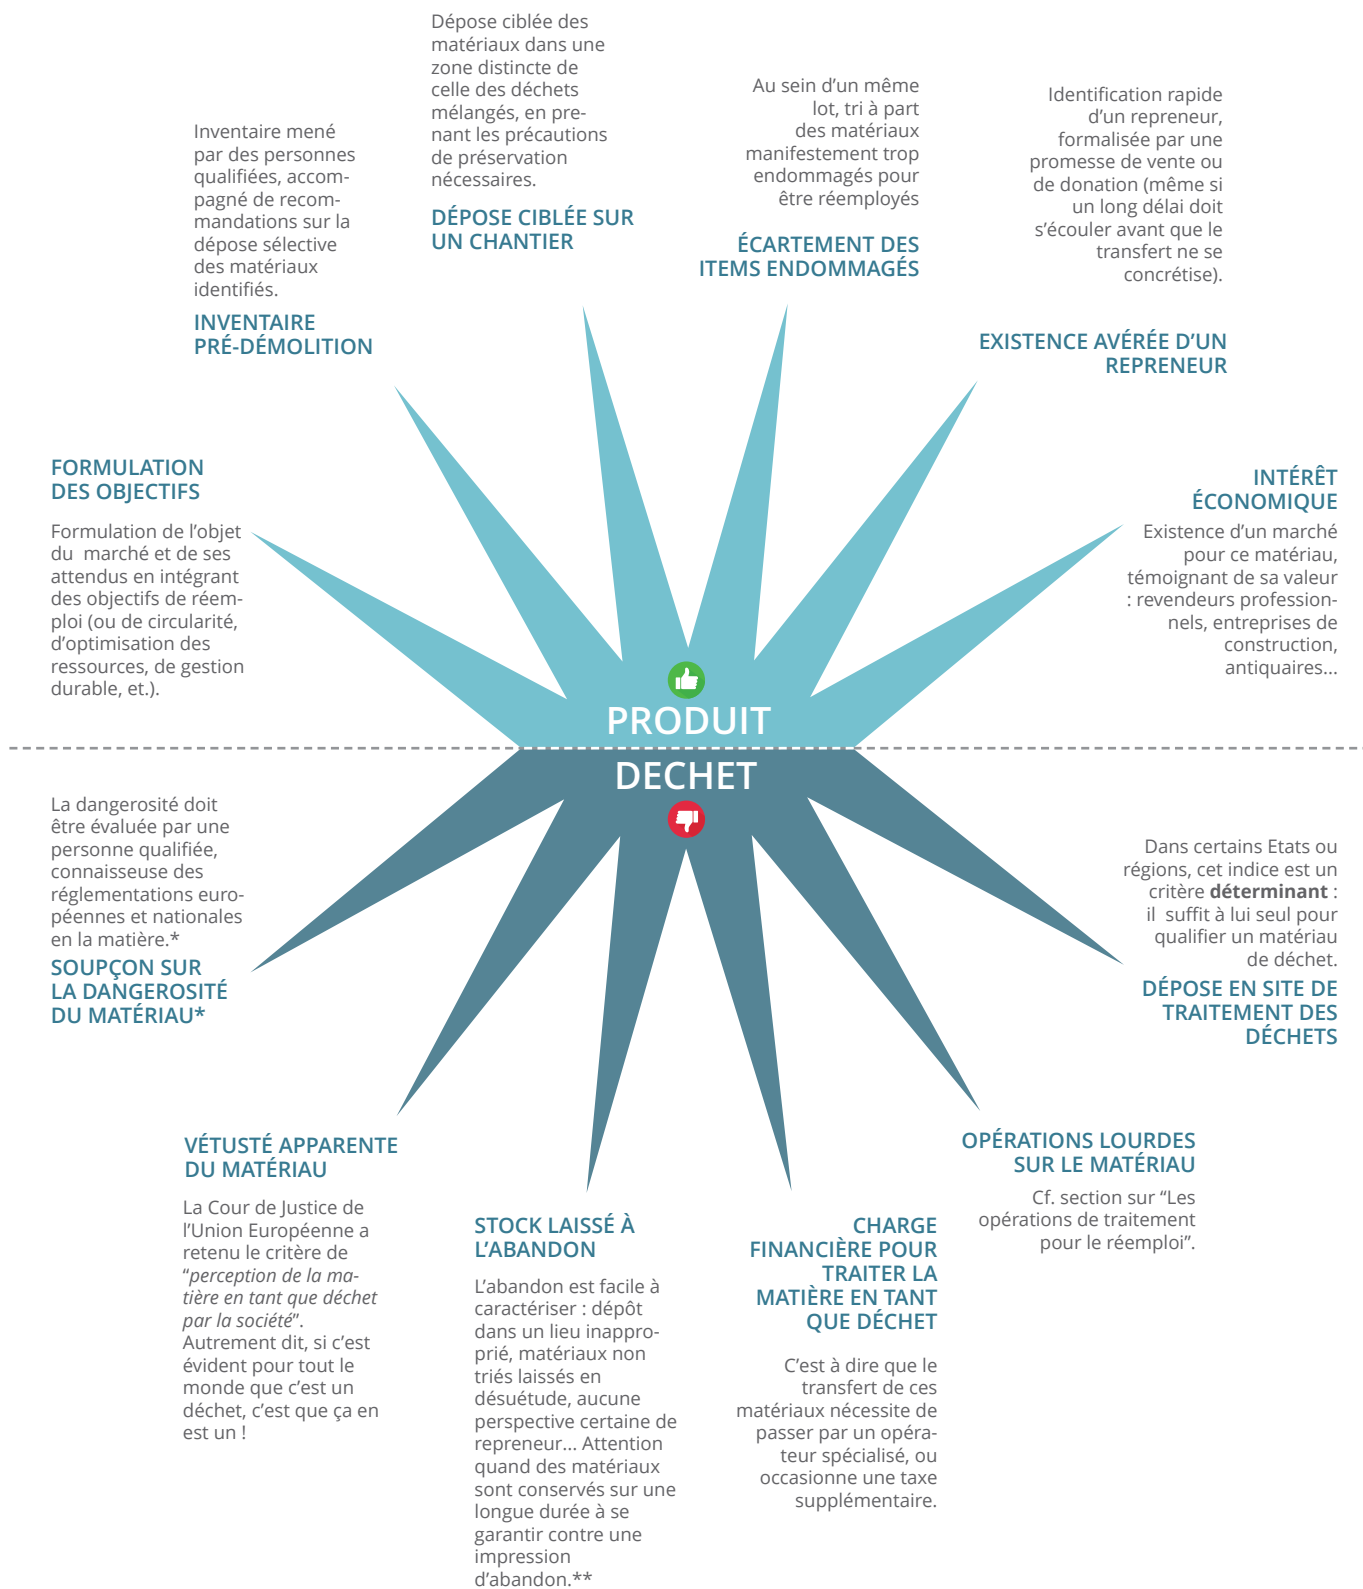 Dépose ciblée des
matériaux dans une
zone distincte de
celle des déchets
mélangés, en pre-
nant les précautions
de préservation
nécessaires.
DÉPOSE CIBLÉE SUR
UN CHANTIER
Au sein d’un même
lot, tri à part
des matériaux
manifestement trop
endommagés pour
être réemployés
ÉCARTEMENT DES
ITEMS ENDOMMAGÉS
Identification rapide
d’un repreneur,
formalisée par une
promesse de vente ou
de donation (même si
un long délai doit
s’écouler avant que le
transfert ne se
concrétise).
EXISTENCE AVÉRÉE D’UN
REPRENEUR
Inventaire mené
par des personnes
qualifiées, accom-
pagné de recom-
mandations sur la
dépose sélective
des matériaux
identifiés.
INVENTAIRE
PRÉ-DÉMOLITION
FORMULATION
DES OBJECTIFS
Formulation de l’objet
du  marché et de ses
attendus en intégrant
des objectifs de réem-
ploi (ou de circularité,
d’optimisation des
ressources, de gestion
durable, et.).
INTÉRÊT
ÉCONOMIQUE
Existence d’un marché
pour ce matériau,
témoignant de sa valeur
: revendeurs profession-
nels, entreprises de
construction,
antiquaires...
PRODUIT
DECHET
La dangerosité doit
être évaluée par une
personne qualifiée,
connaisseuse des
réglementations euro-
péennes et nationales
en la matière.*
SOUPÇON SUR
LA DANGEROSITÉ
DU MATÉRIAU*
Dans certains Etats ou
régions, cet indice est un
critère déterminant :
il  suffit à lui seul pour
qualifier un matériau
de déchet.
DÉPOSE EN SITE DE
TRAITEMENT DES
DÉCHETS
VÉTUSTÉ APPARENTE
DU MATÉRIAU
La Cour de Justice de
l’Union Européenne a
retenu le critère de
“perception de la ma-
tière en tant que déchet
par la société”.
Autrement dit, si c’est
évident pour tout le
monde que c’est un
déchet, c’est que ça en
est un !
STOCK LAISSÉ À
L’ABANDON
L’abandon est facile à
caractériser : dépôt
dans un lieu inappro-
prié, matériaux non
triés laissés en
désuétude, aucune
perspective certaine de
repreneur... Attention
quand des matériaux
sont conservés sur une
longue durée à se
garantir contre une
impression
d’abandon.**
CHARGE
FINANCIÈRE POUR
TRAITER LA
MATIÈRE EN TANT
QUE DÉCHET
C’est à dire que le
transfert de ces
matériaux nécessite de
passer par un opéra-
teur spécialisé, ou
occasionne une taxe
supplémentaire.
OPÉRATIONS LOURDES
SUR LE MATÉRIAU
Cf. section sur “Les
opérations de traitement
pour le réemploi”.